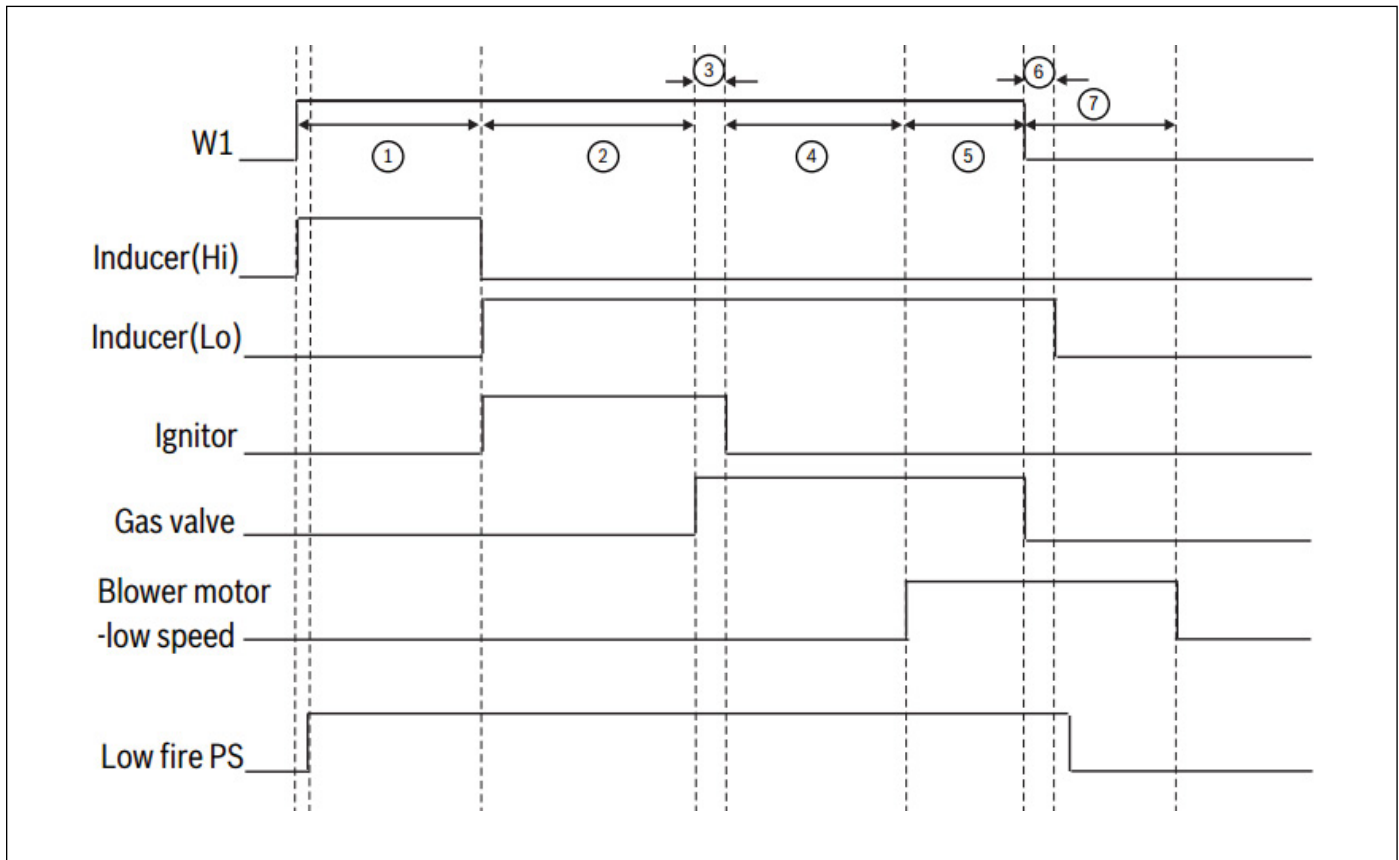 ③
⑥
⑦
W1
①
②
④
⑤
Inducer(Hi)
Inducer(Lo)
Ignitor
Gas valve
Blower motor
-low speed
Low fire PS